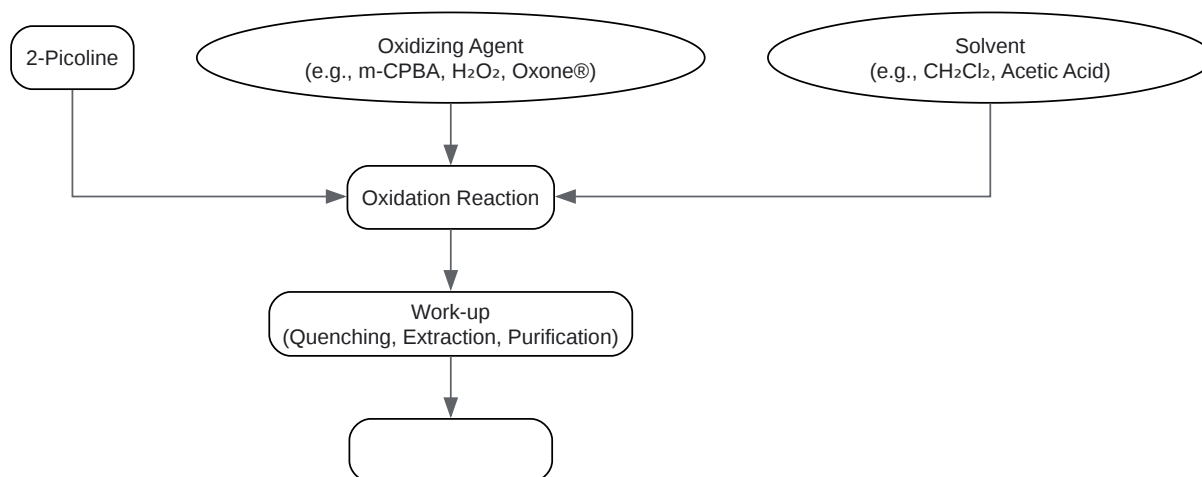 2-Picoline
Oxidizing Agent
(e.g., m-CPBA, H₂O₂, Oxone®)
Solvent
(e.g., CH₂Cl₂, Acetic Acid)
Oxidation Reaction
Work-up
(Quenching, Extraction, Purification)